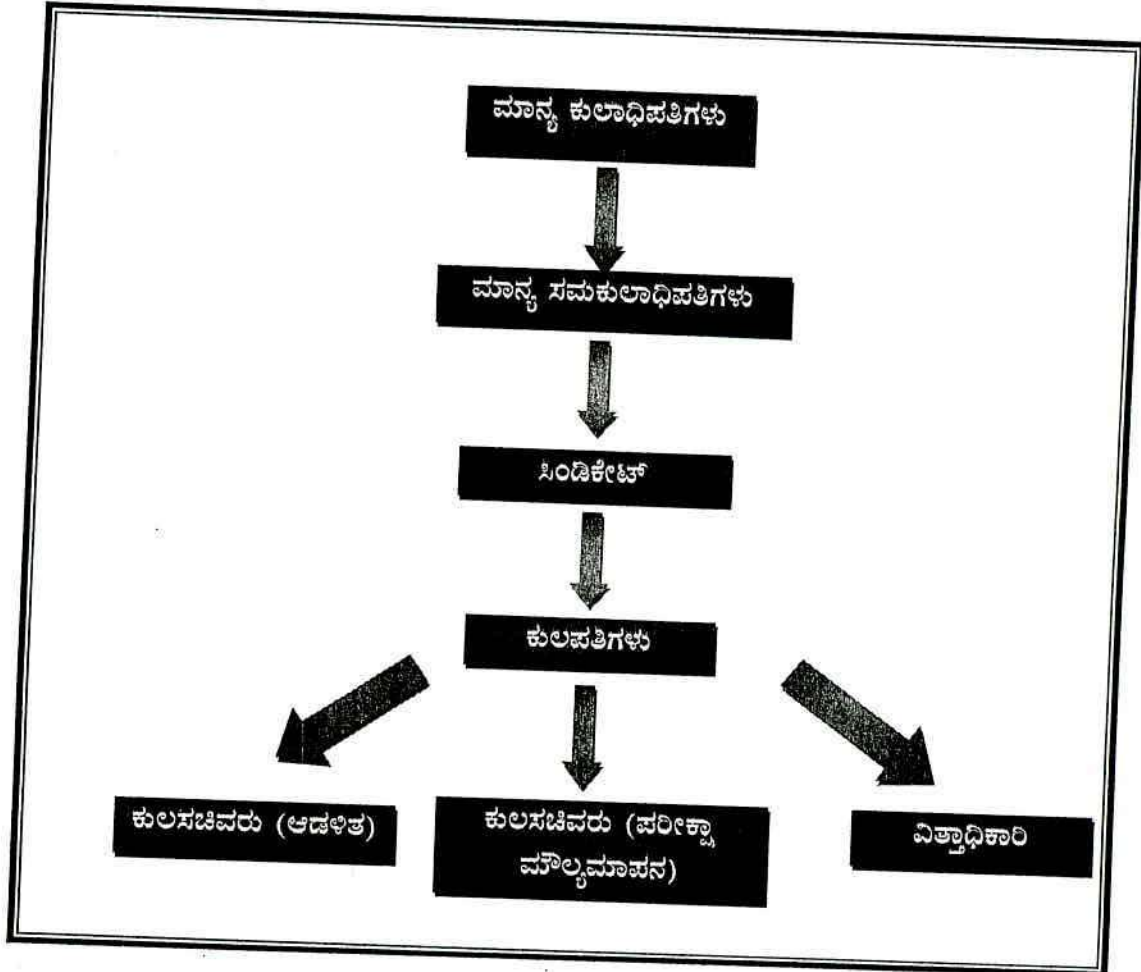 ಮಾನ್ಯ ಕುಲಾಧಿಪತಿಗಳು
ಮಾನ್ಯ ಸಮಕುಲಾಧಿಪತಿಗಳು
ಸಿಂಡಿಕೇಟ್
ಕುಲಪತಿಗಳು
ಕುಲಸಚಿವರು (ಆಡಳಿತ)
ಕುಲಸಚಿವರು (ಪರೀಕ್ಷಾ
ಮೌಲ್ಯಮಾಪನ)
ವಿತ್ತಾಧಿಕಾರಿ